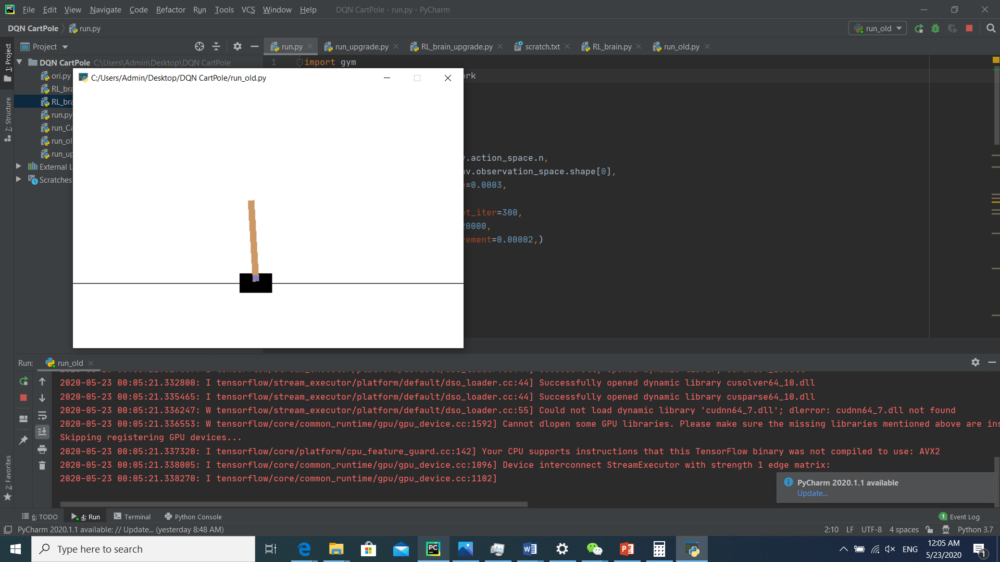 File Edit View Navigate Code Refactor Run Tools VCS Window Help DQN CartPole - run.py - PyCharm
DQN CartPole run.py
run_old
1: Project
7: Structure
2: Favorites
Project
run.py run_upgrade.py RL_brain_upgrade.py scratch.txt RL_brain.py run_old.py
DQN CartPole C:\Users\Admin\Desktop\DQN CartPole
ori.py
RL_bra
RL_bra
run.py
run_Ca
run_ol
run_up
External L
Scratches
C:/Users/Admin/Desktop/DQN CartPole/run_old.py
1 import gym
ork
.action_space.n,
nv.observation_space.shape[0],
=0.0003,
et_iter=300,
20000,
rement=0.00002,)
Run: run_old
2020-05-23 00:05:21.332800: I tensorflow/stream_executor/platform/default/dso_loader.cc:44] Successfully opened dynamic library cusolver64_10.dll
2020-05-23 00:05:21.335465: I tensorflow/stream_executor/platform/default/dso_loader.cc:44] Successfully opened dynamic library cusparse64_10.dll
2020-05-23 00:05:21.336247: W tensorflow/stream_executor/platform/default/dso_loader.cc:55] Could not load dynamic library 'cudnn64_7.dll'; dlerror: cudnn64_7.dll not found
2020-05-23 00:05:21.336553: W tensorflow/core/common_runtime/gpu/gpu_device.cc:1592] Cannot dlopen some GPU libraries. Please make sure the missing libraries mentioned above are ins
Skipping registering GPU devices...
2020-05-23 00:05:21.337320: I tensorflow/core/platform/cpu_feature_guard.cc:142] Your CPU supports instructions that this TensorFlow binary was not compiled to use: AVX2
2020-05-23 00:05:21.338005: I tensorflow/core/common_runtime/gpu/gpu_device.cc:1096] Device interconnect StreamExecutor with strength 1 edge matrix:
2020-05-23 00:05:21.338270: I tensorflow/core/common_runtime/gpu/gpu_device.cc:1102]
PyCharm 2020.1.1 available
Update...
6: TODO 4: Run Terminal Python Console 1 Event Log
PyCharm 2020.1.1 available: // Update... (yesterday 8:48 AM) 2:10 LF UTF-8 4 spaces Python 3.7
Type here to search
ENG
12:05 AM
5/23/2020
1